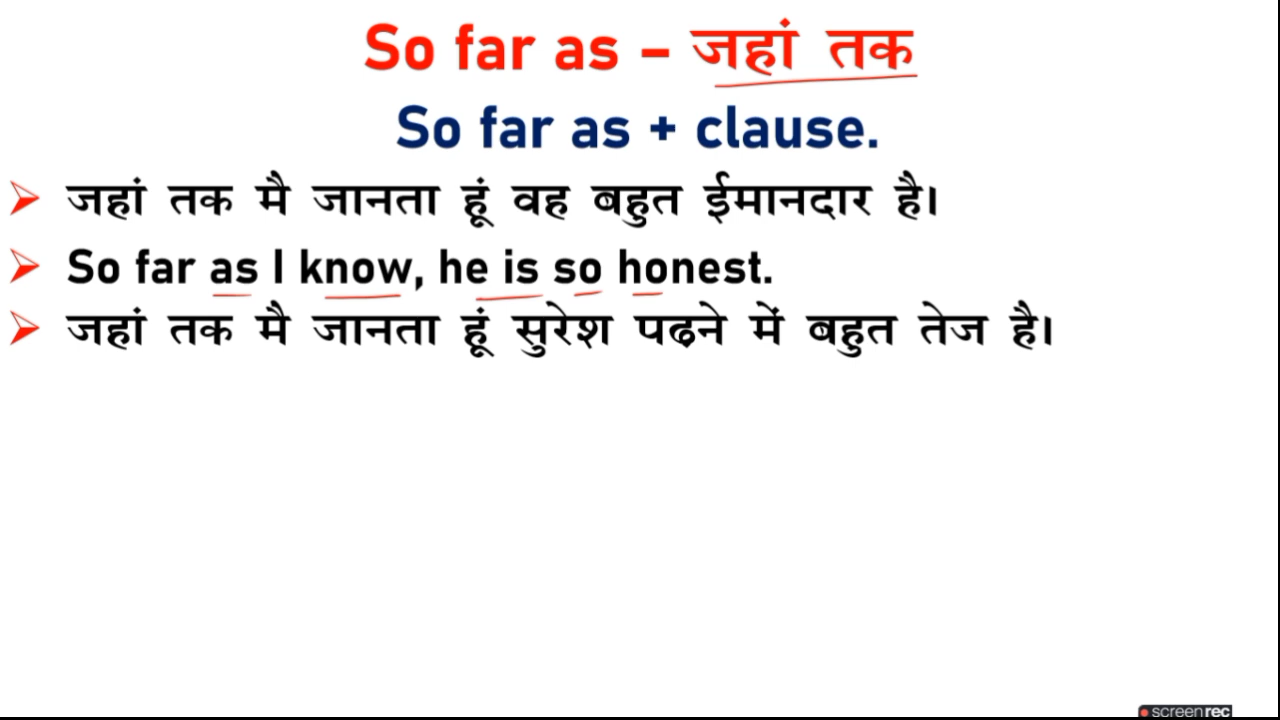 So far as – जहां तक
So far as + clause.
जहां तक मै जानता हूं वह बहुत ईमानदार है।
So far as I know, he is so honest.
जहां तक मै जानता हूं सुरेश पढने में बहुत तेज है।
screenrec